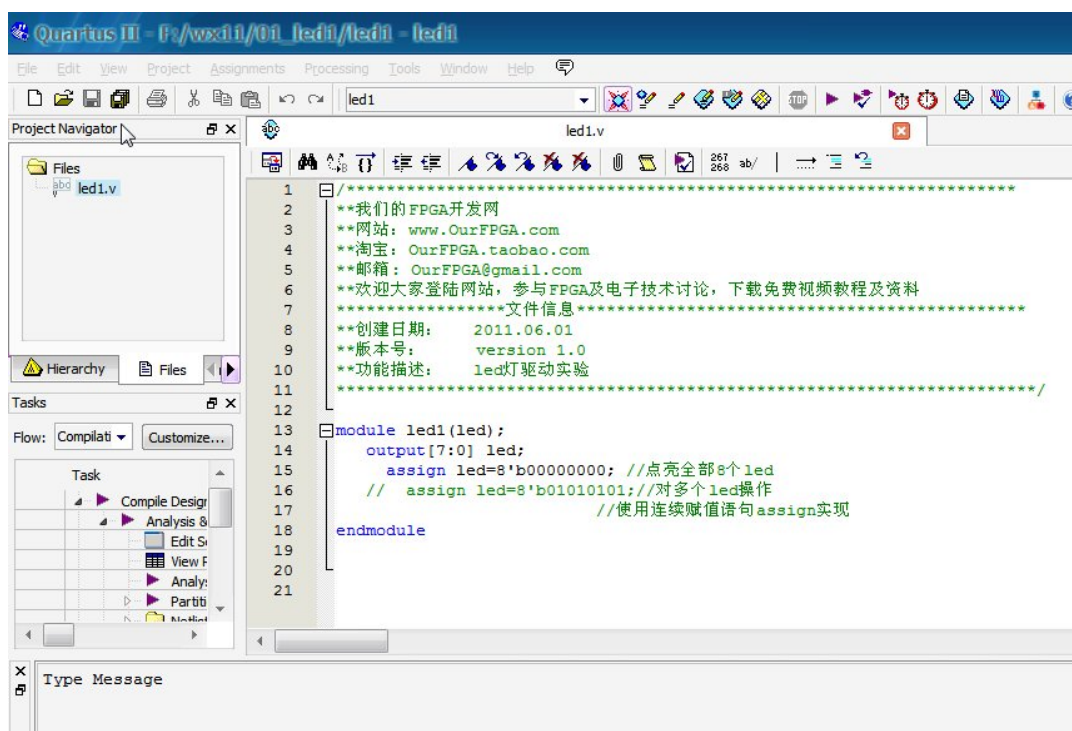 Quartus II - F:/wx11/01_led1/led1 - led1
File Edit View Project Assignments Processing Tools Window Help
led1
Project Navigator
led1.v
Files
led1.v
267
268
ab/
Hierarchy
Files
Tasks
Flow: Compilati Customize...
Task
Compile Desigr
Analysis &
Edit S
View F
Analy
Partiti
Netlist
1 /******************************************************************
2 **我们的FPGA开发网
3 **网站: www.OurFPGA.com
4 **淘宝: OurFPGA.taobao.com
5 **邮箱: OurFPGA@gmail.com
6 **欢迎大家登陆网站,参与FPGA及电子技术讨论,下载免费视频教程及资料
7 *****************文件信息********************************************
8 **创建日期: 2011.06.01
9 **版本号: version 1.0
10 **功能描述: led灯驱动实验
11 *********************************************************************/
12
13 module led1(led);
14 output[7:0] led;
15 assign led=8'b00000000; //点亮全部8个led
16 // assign led=8'b01010101;//对多个led操作
17 //使用连续赋值语句assign实现
18 endmodule
19
20
21
Type Message